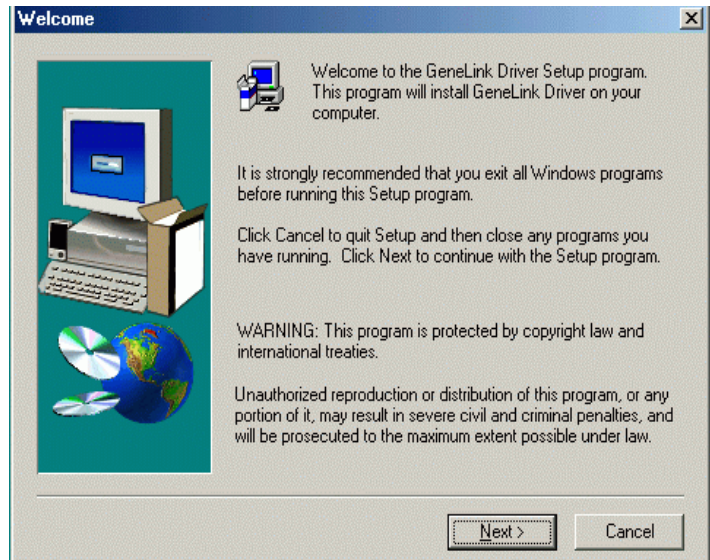 Welcome
Welcome to the GeneLink Driver Setup program.
This program will install GeneLink Driver on your
computer.
It is strongly recommended that you exit all Windows programs
before running this Setup program.
Click Cancel to quit Setup and then close any programs you
have running.  Click Next to continue with the Setup program.
WARNING: This program is protected by copyright law and
international treaties.
Unauthorized reproduction or distribution of this program, or any
portion of it, may result in severe civil and criminal penalties, and
will be prosecuted to the maximum extent possible under law.
Next >
Cancel